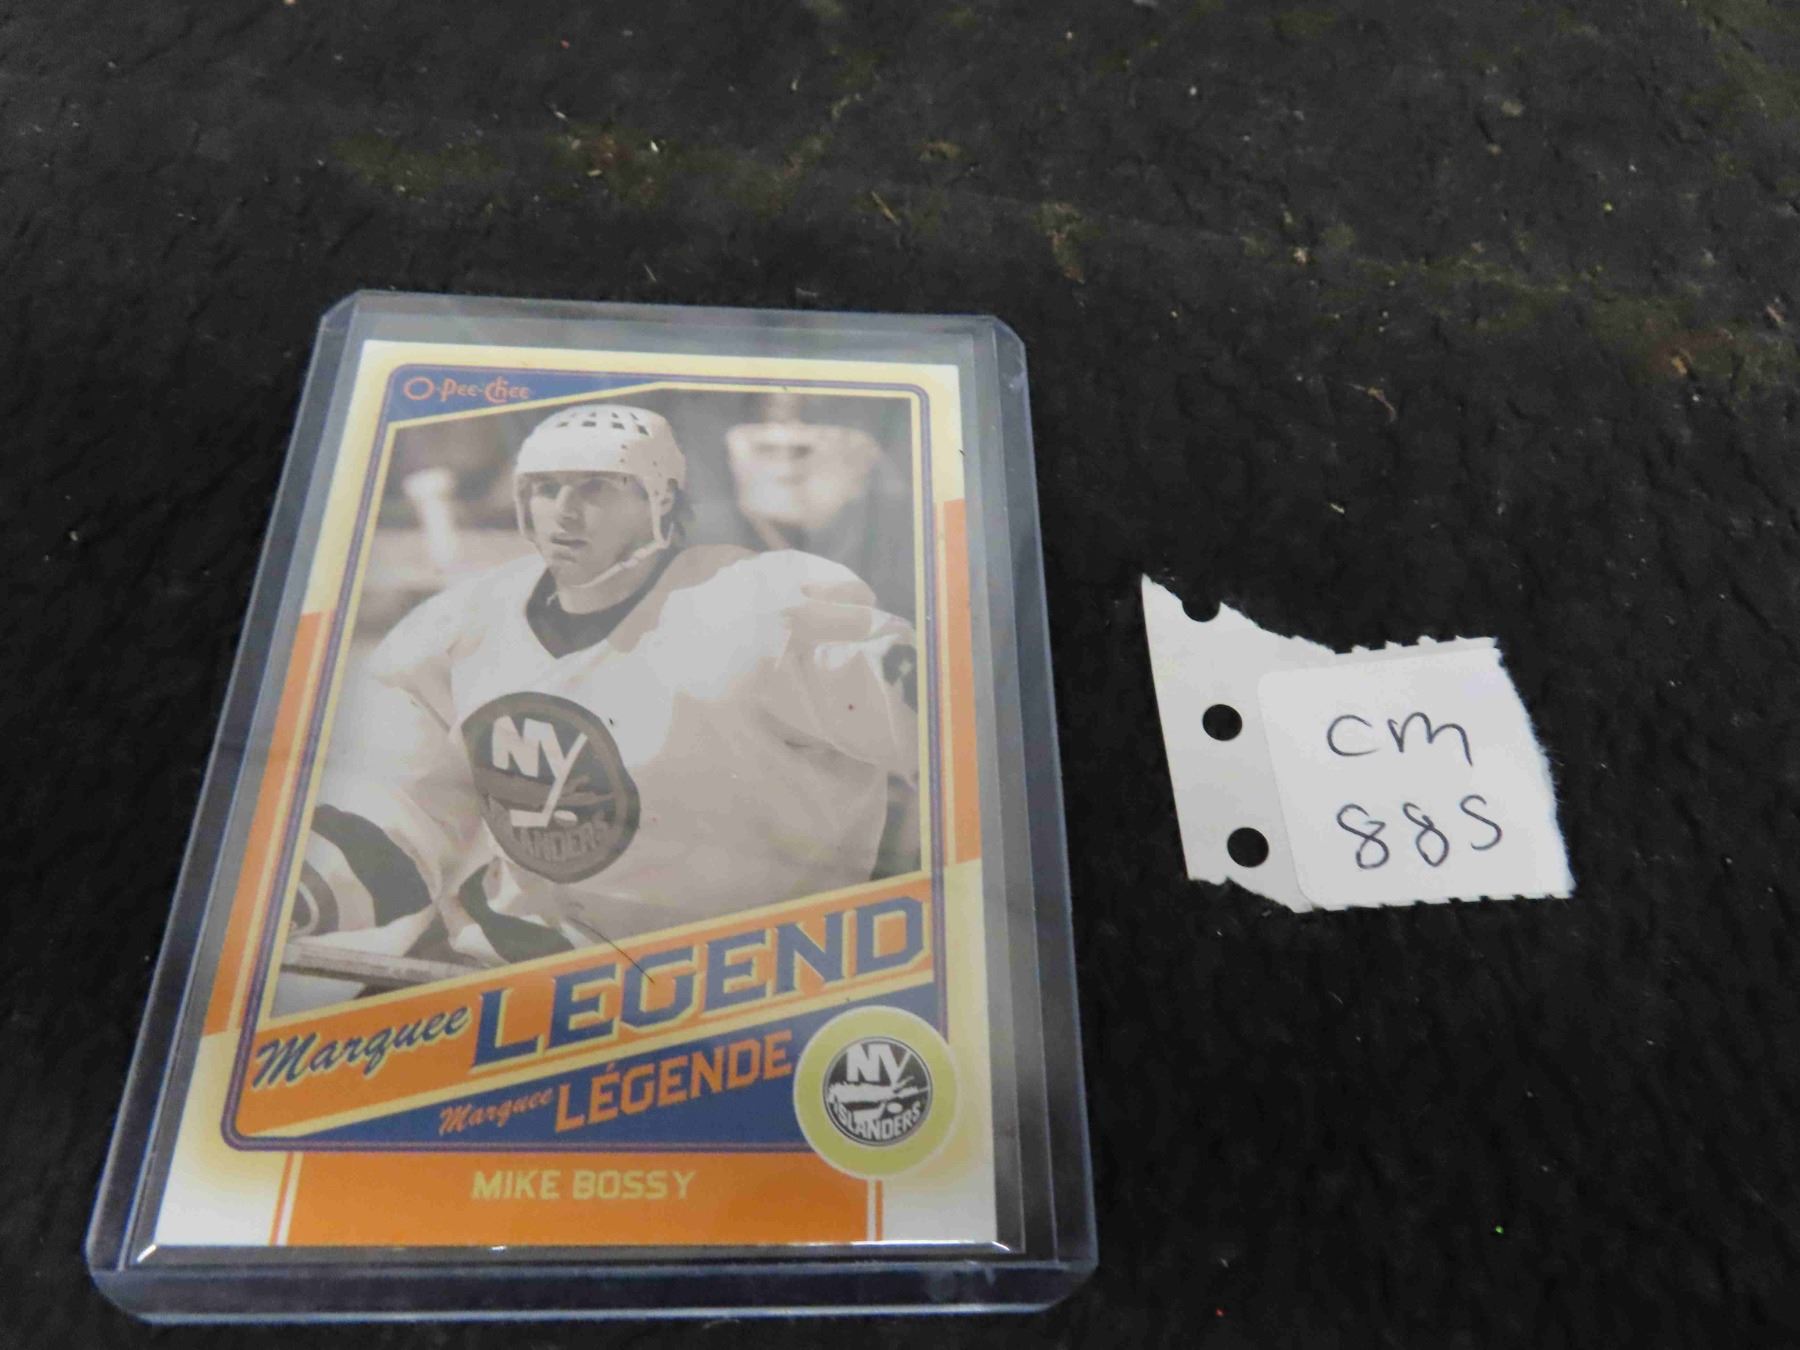 O-Pee-Chee
NY
ISLANDERS
Marquee LEGEND
Marquee LÉGENDE
NY
ISLANDERS
MIKE BOSSY
cm
885